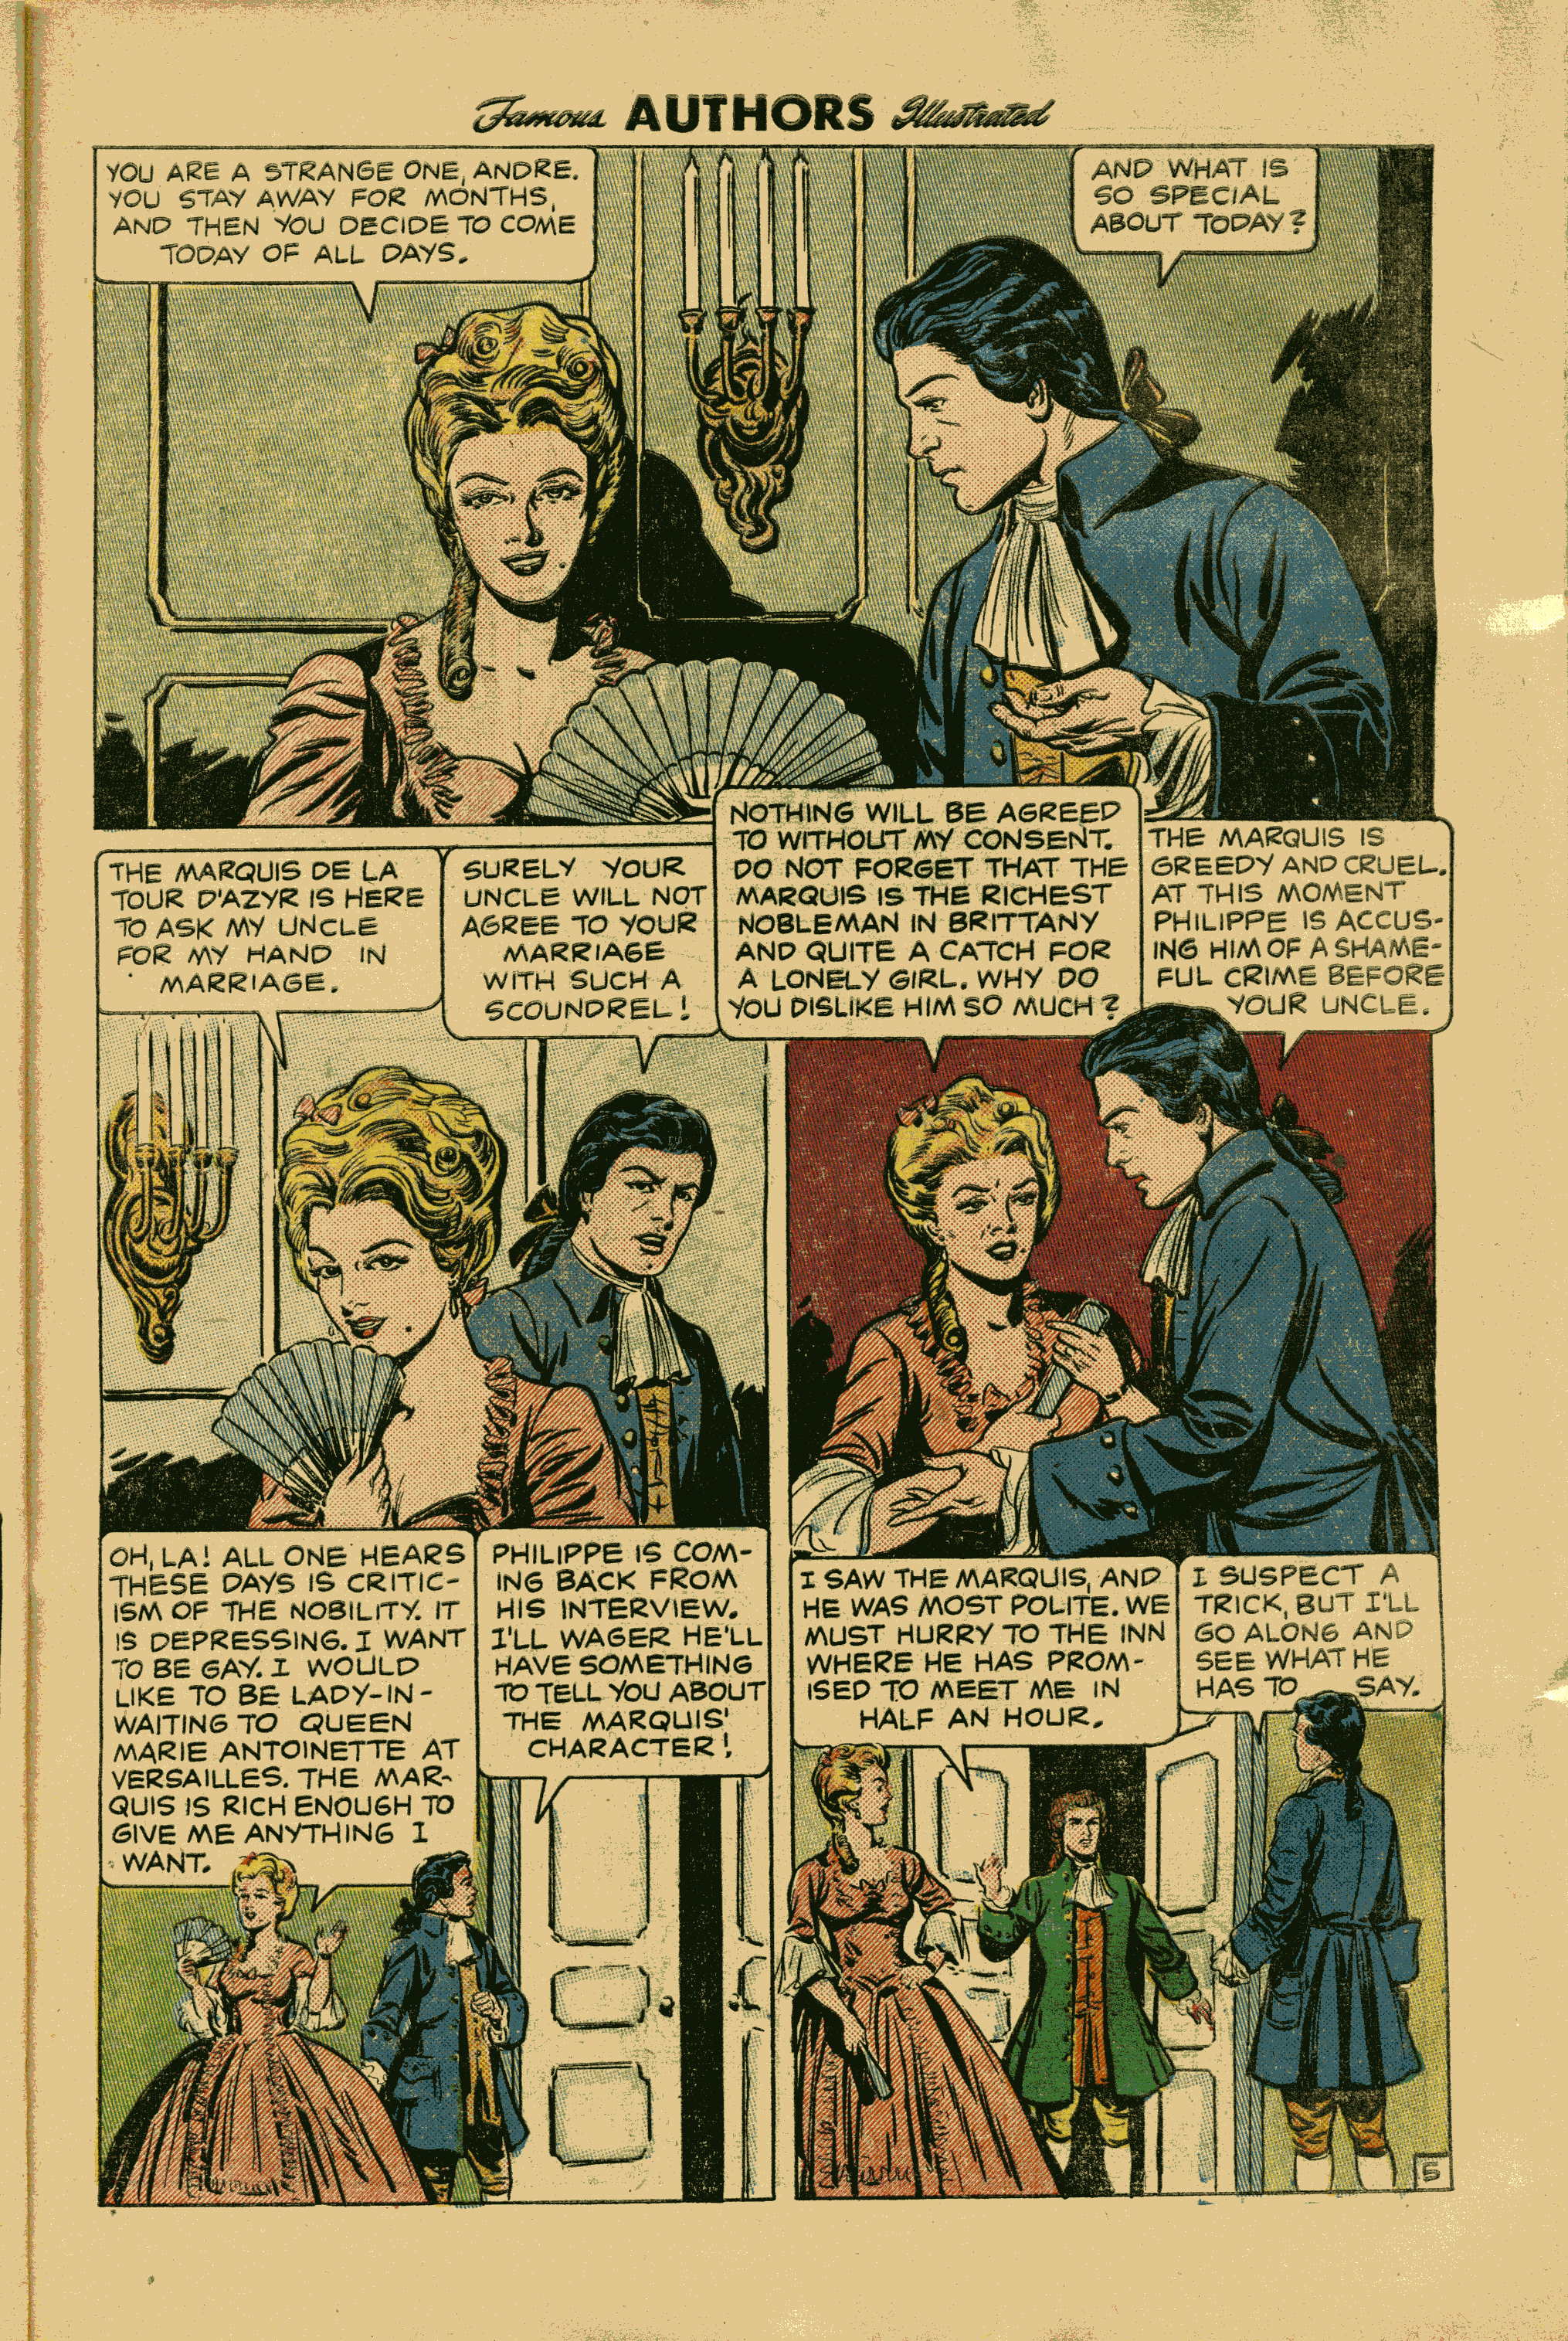 Famous AUTHORS Illustrated
YOU ARE A STRANGE ONE, ANDRE.
YOU STAY AWAY FOR MONTHS,
AND THEN YOU DECIDE TO COME
TODAY OF ALL DAYS.
AND WHAT IS
SO SPECIAL
ABOUT TODAY?
THE MARQUIS DE LA
TOUR D'AZYR IS HERE
TO ASK MY UNCLE
FOR MY HAND IN
MARRIAGE.
SURELY YOUR
UNCLE WILL NOT
AGREE TO YOUR
MARRIAGE
WITH SUCH A
SCOUNDREL!
NOTHING WILL BE AGREED
TO WITHOUT MY CONSENT.
DO NOT FORGET THAT THE
MARQUIS IS THE RICHEST
NOBLEMAN IN BRITTANY
AND QUITE A CATCH FOR
A LONELY GIRL. WHY DO
YOU DISLIKE HIM SO MUCH?
THE MARQUIS IS
GREEDY AND CRUEL.
AT THIS MOMENT
PHILIPPE IS ACCUS-
ING HIM OF A SHAME-
FUL CRIME BEFORE
YOUR UNCLE.
OH, LA! ALL ONE HEARS
THESE DAYS IS CRITIC-
ISM OF THE NOBILITY. IT
IS DEPRESSING. I WANT
TO BE GAY. I WOULD
LIKE TO BE LADY-IN-
WAITING TO QUEEN
MARIE ANTOINETTE AT
VERSAILLES. THE MAR-
QUIS IS RICH ENOUGH TO
GIVE ME ANYTHING I
WANT.
PHILIPPE IS COM-
ING BACK FROM
HIS INTERVIEW.
I'LL WAGER HE'LL
HAVE SOMETHING
TO TELL YOU ABOUT
THE MARQUIS'
CHARACTER!
I SAW THE MARQUIS, AND
HE WAS MOST POLITE. WE
MUST HURRY TO THE INN
WHERE HE HAS PROM-
ISED TO MEET ME IN
HALF AN HOUR.
I SUSPECT A
TRICK, BUT I'LL
GO ALONG AND
SEE WHAT HE
HAS TO SAY.
5